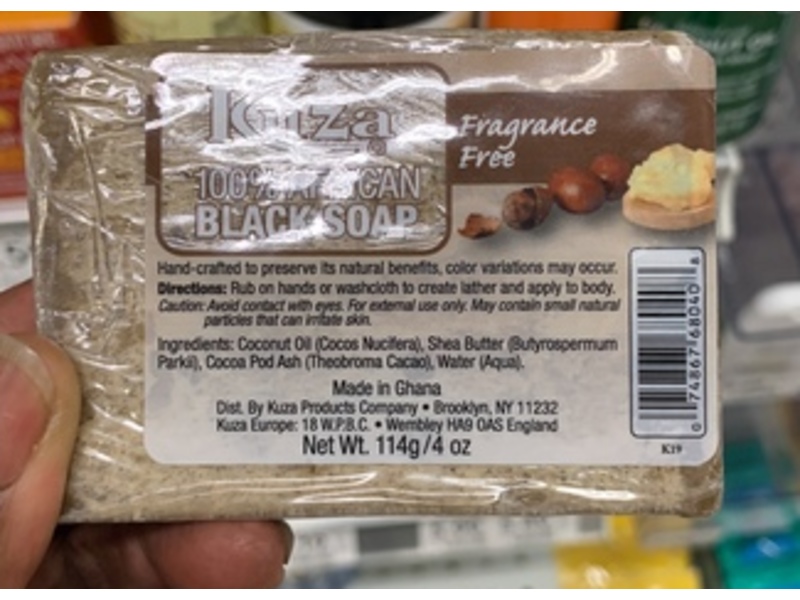 Kuza
100% AFRICAN
BLACK SOAP
Fragrance
Free
Hand-crafted to preserve its natural benefits, color variations may occur.
Directions: Rub on hands or washcloth to create lather and apply to body.
Caution: Avoid contact with eyes. For external use only. May contain small natural
particles that can irritate skin.
Ingredients: Coconut Oil (Cocos Nucifera), Shea Butter (Butyrospermum
Parkii), Cocoa Pod Ash (Theobroma Cacao), Water (Aqua).
Made in Ghana
Dist. By Kuza Products Company • Brooklyn, NY 11232
Kuza Europe: 18 W.P.B.C. • Wembley HA9 0AS England
Net Wt. 114g/4 oz
0 74867 68040 8
K19